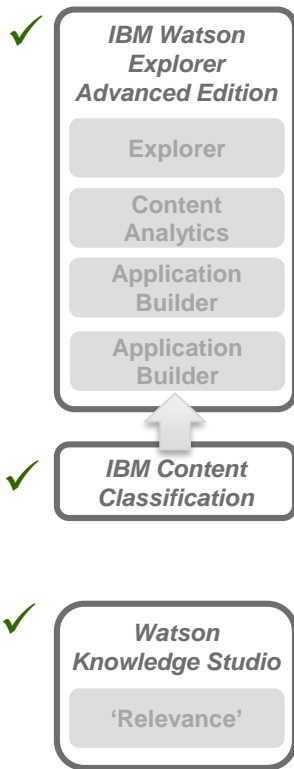 IBM Watson
Explorer
Advanced Edition
Explorer
Content
Analytics
Application
Builder
Application
Builder
IBM Content
Classification
Watson
Knowledge Studio
‘Relevance’